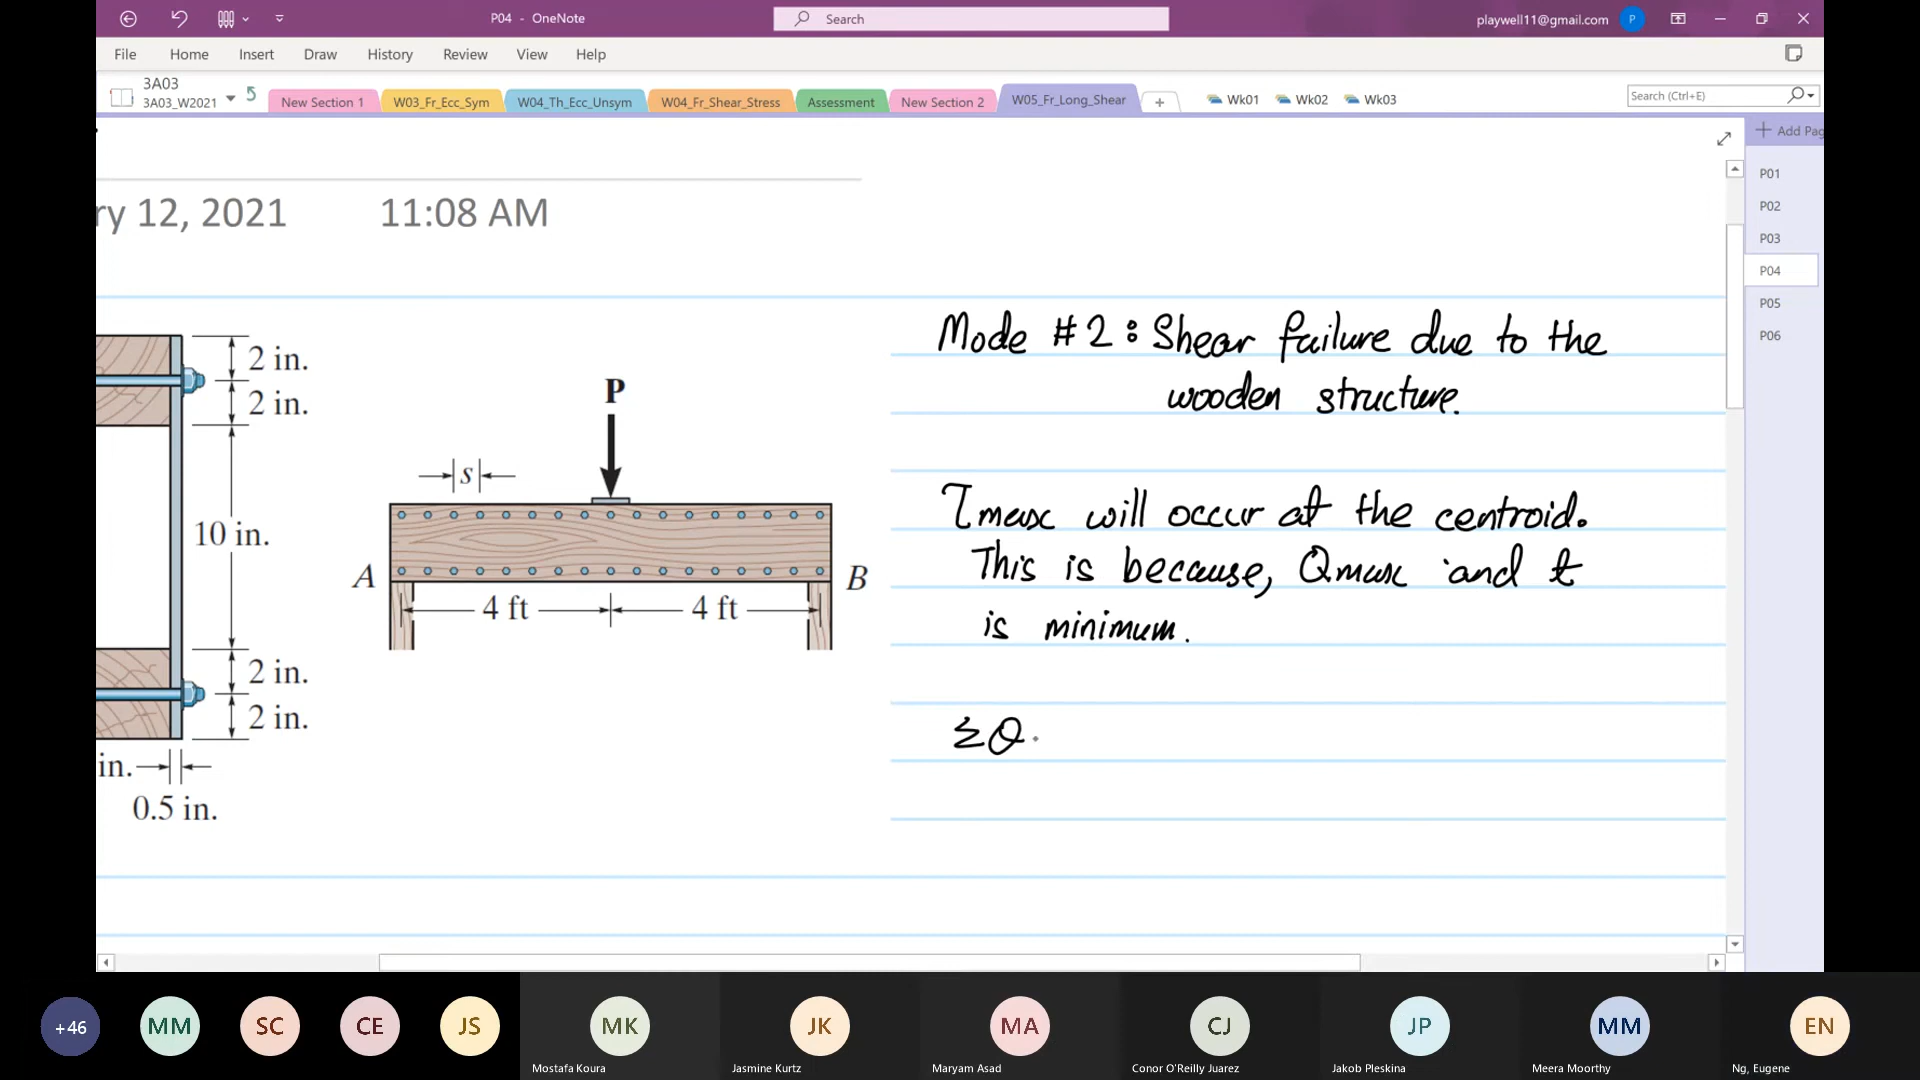 P04 - OneNote
Search
playwell11@gmail.com
P
File Home Insert Draw History Review View Help
3A03
3A03_W2021
New Section 1
W03_Fr_Ecc_Sym
W04_Th_Ecc_Unsym
W04_Fr_Shear_Stress
Assessment
New Section 2
W05_Fr_Long_Shear
Wk01
Wk02
Wk03
Search (Ctrl+E)
Add Pag
P01
P02
P03
P04
P05
P06
ry 12, 2021 11:08 AM
2 in.
2 in.
10 in.
2 in.
2 in.
in.
0.5 in.
P
s
A
B
4 ft
4 ft
Mode #2: Shear failure due to the
wooden structure.
τmax will occur at the centroid.
This is because, Qmax and t
is minimum.
ΣQ
+46
MM
SC
CE
JS
MK
JK
MA
CJ
JP
MM
EN
Mostafa Koura
Jasmine Kurtz
Maryam Asad
Conor O'Reilly Juarez
Jakob Pleskina
Meera Moorthy
Ng, Eugene